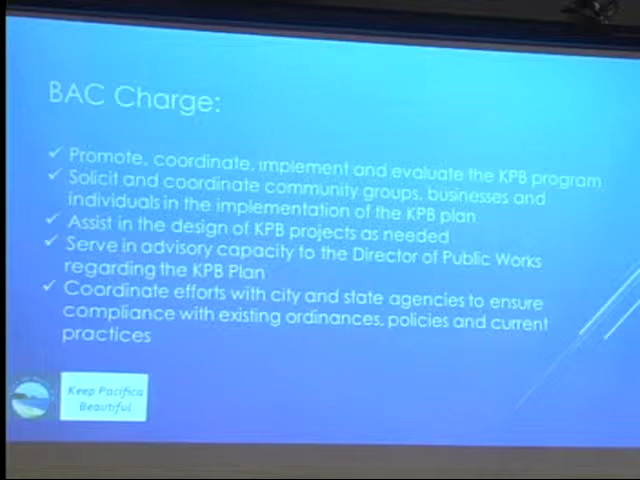 BAC Charge:
✓ Promote, coordinate, implement and evaluate the KPB program
✓ Solicit and coordinate community groups, businesses and
individuals in the implementation of the KPB plan
✓ Assist in the design of KPB projects as needed
✓ Serve in advisory capacity to the Director of Public Works
regarding the KPB Plan
✓ Coordinate efforts with city and state agencies to ensure
compliance with existing ordinances, policies and current
practices
Keep Pacifica
Beautiful